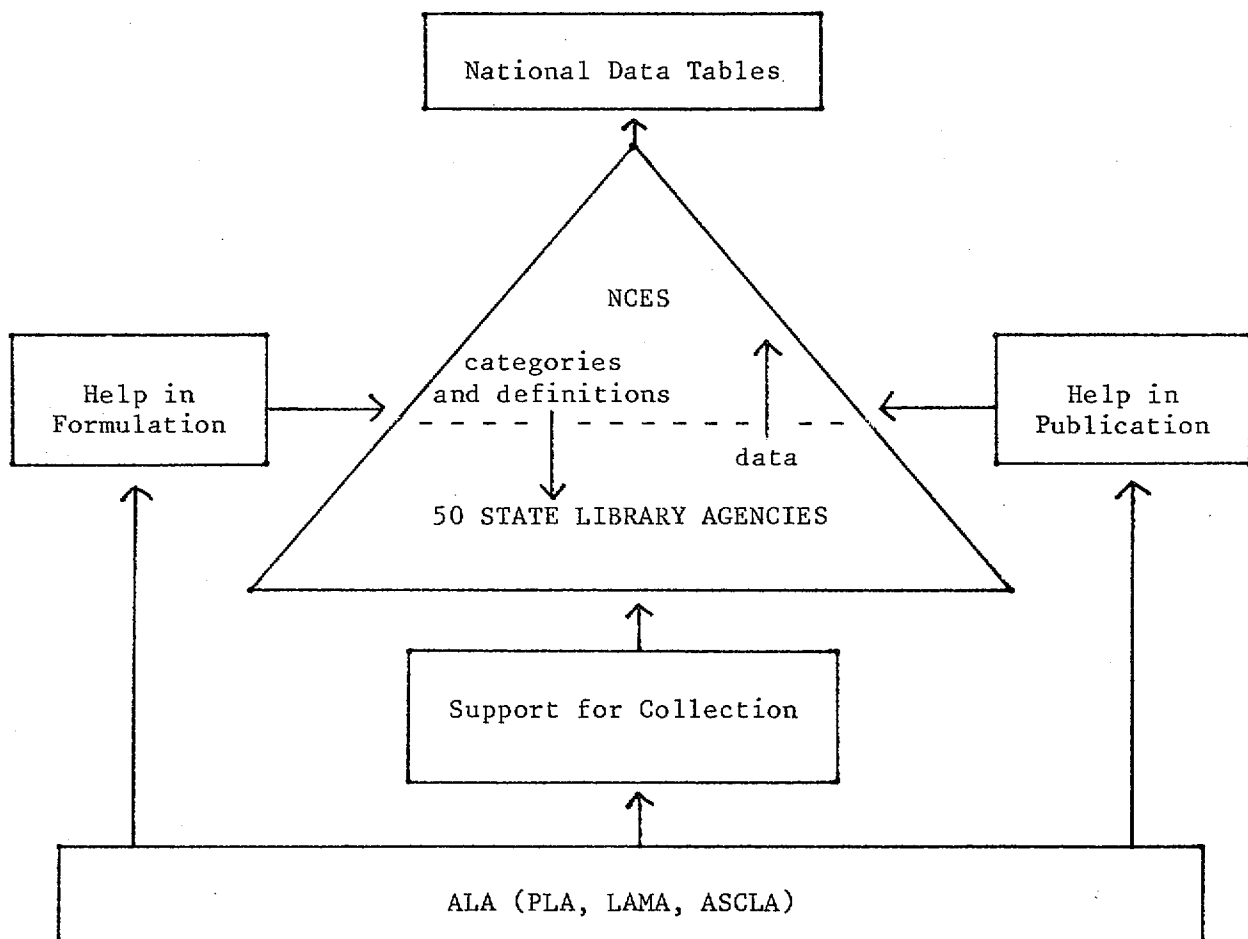 National Data Tables
NCES
categories
and definitions
Help in
Formulation
Help in
Publication
data
50 STATE LIBRARY AGENCIES
Support for Collection
ALA (PLA, LAMA, ASCLA)